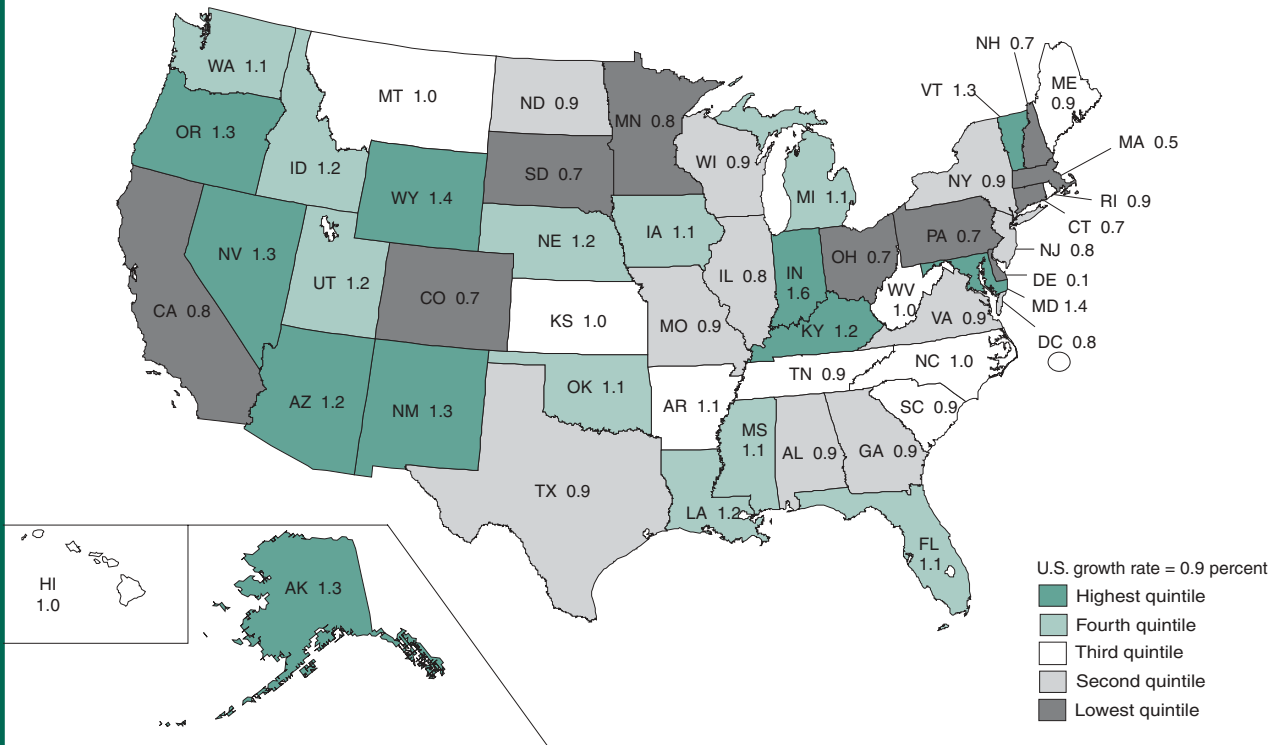 NH 0.7
WA 1.1
ME
0.9
VT 1.3
MT 1.0
ND 0.9
MN 0.8
OR 1.3
MA 0.5
WI 0.9
ID 1.2
SD 0.7
NY 0.9
WY 1.4
MI 1.1
RI 0.9
CT 0.7
IA 1.1
PA 0.7
NE 1.2
NJ 0.8
NV 1.3
OH 0.7
IN
1.6
IL 0.8
UT 1.2
DE 0.1
WV
1.0
CO 0.7
MD 1.4
CA 0.8
KS 1.0
MO 0.9
VA 0.9
KY 1.2
DC 0.8
NC 1.0
TN 0.9
OK 1.1
AZ 1.2
AR 1.1
SC 0.9
NM 1.3
MS
1.1
AL 0.9
GA 0.9
TX 0.9
LA 1.2
FL
1.1
HI
1.0
AK 1.3
U.S. growth rate = 0.9 percent
Highest quintile
Fourth quintile
Third quintile
Second quintile
Lowest quintile